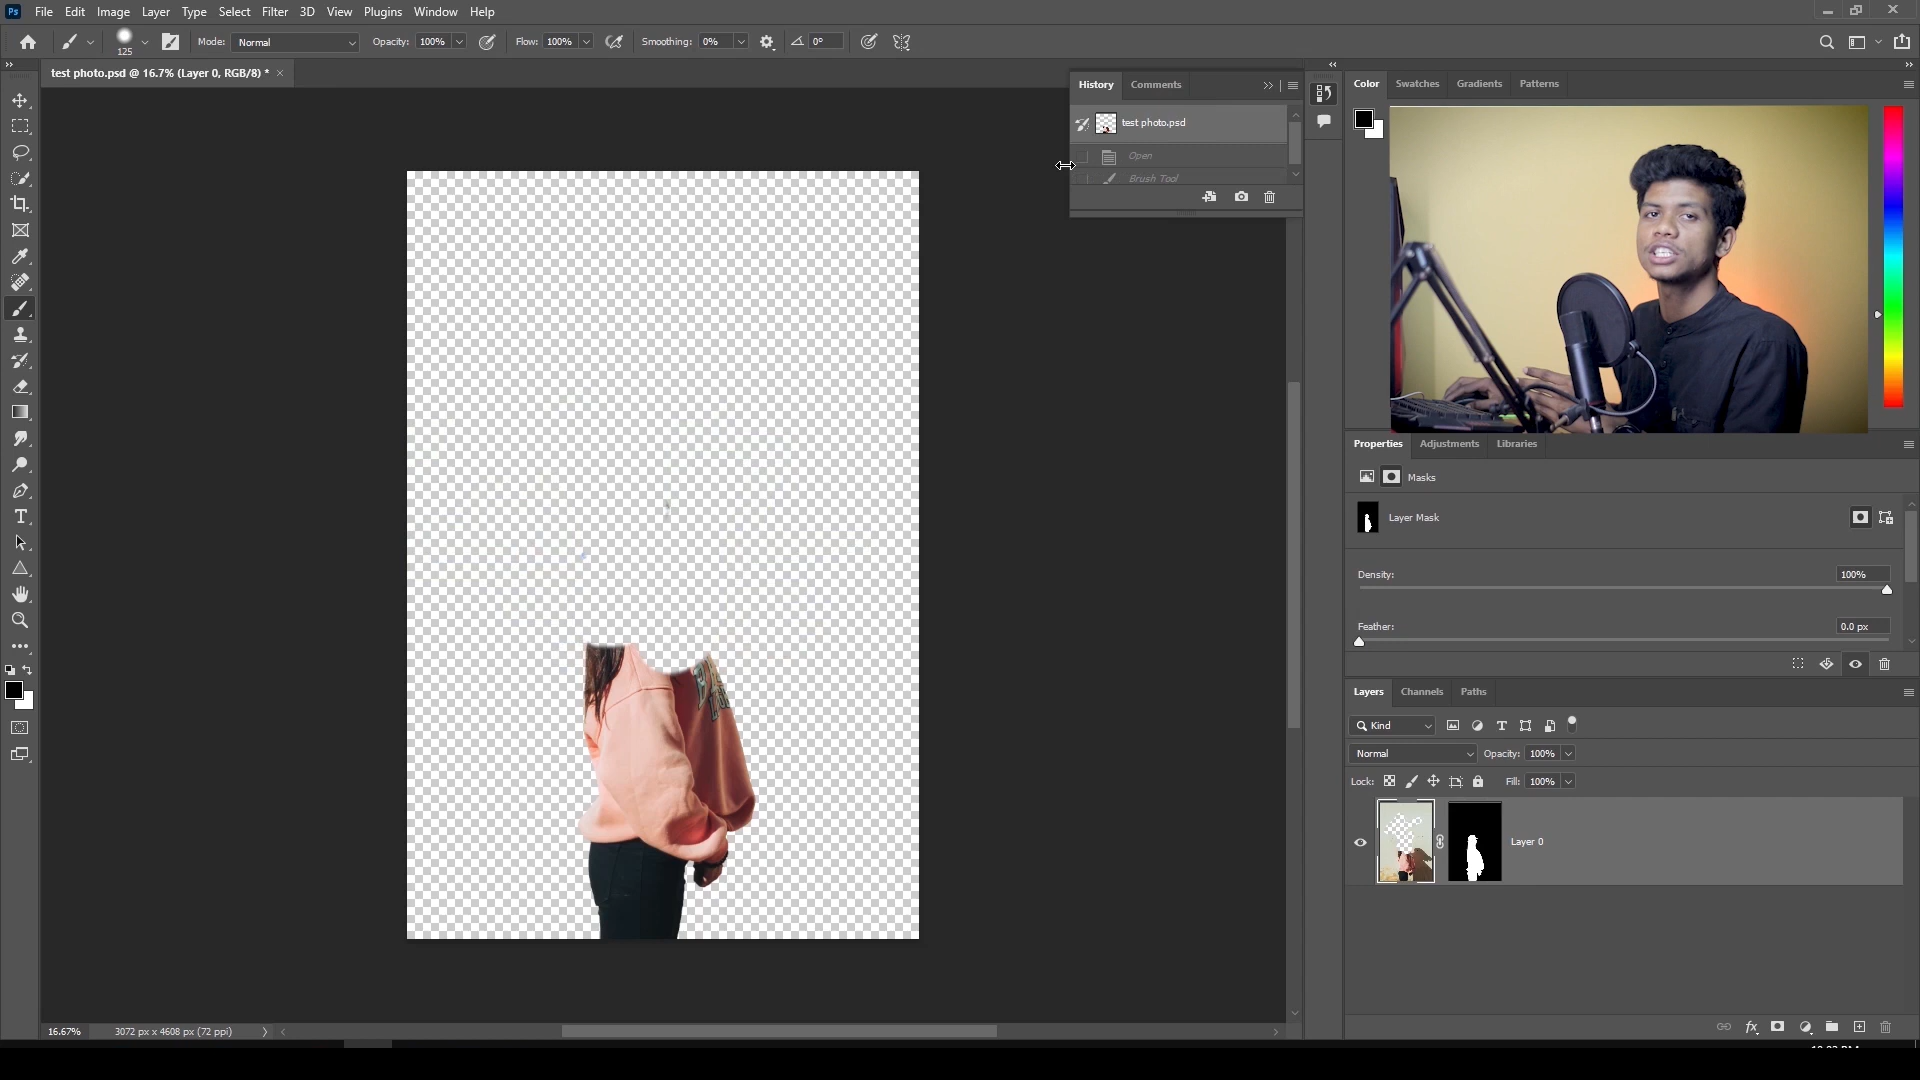 Ps File Edit Image Layer Type Select Filter 3D View Plugins Window Help
125 Mode: Normal Opacity: 100% Flow: 100% Smoothing: 0% 0°
test photo.psd @ 16.7% (Layer 0, RGB/8) *
History Comments
test photo.psd
Open
Brush Tool
Color Swatches Gradients Patterns
Properties Adjustments Libraries
Masks
Layer Mask
Density: 100%
Feather: 0.0 px
Layers Channels Paths
Kind
Normal Opacity: 100%
Lock: Fill: 100%
Layer 0
16.67% 3072 px x 4608 px (72 ppi)